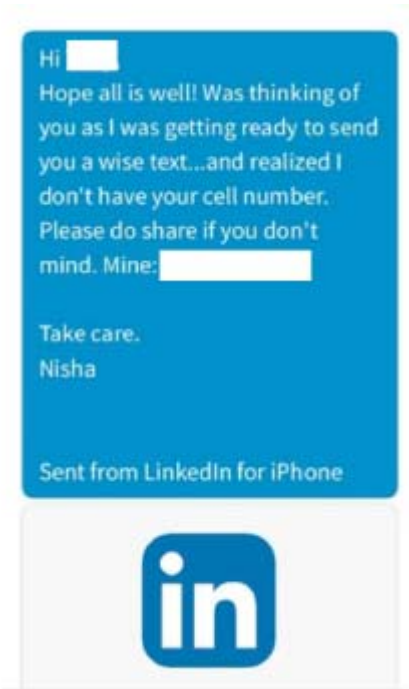 Hi
Hope all is well! Was thinking of
you as I was getting ready to send
you a wise text...and realized I
don't have your cell number.
Please do share if you don't
mind. Mine:
Take care.
Nisha
Sent from LinkedIn for iPhone
in